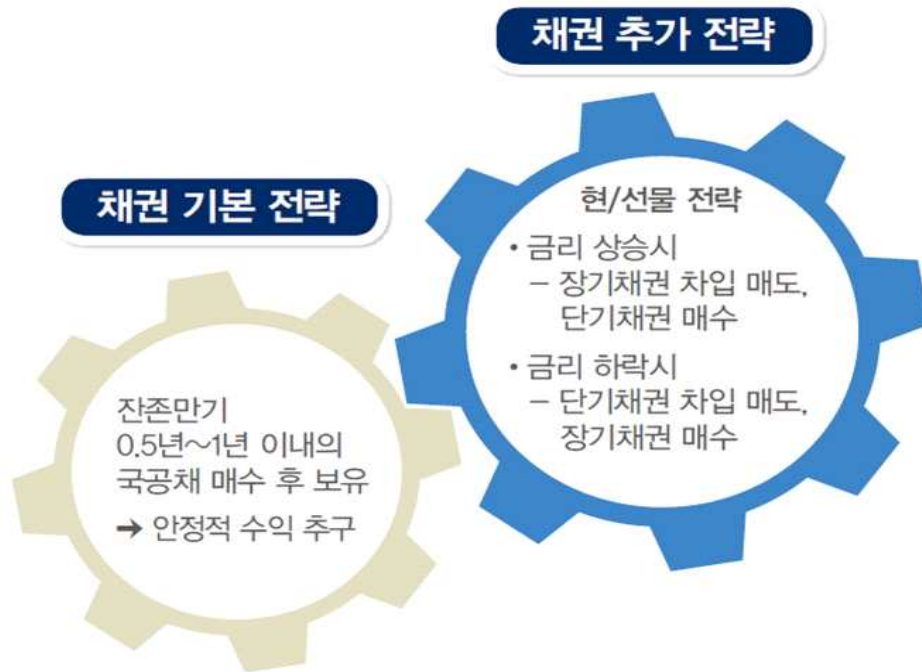 채권 추가 전략
현/선물 전략
• 금리 상승시
– 장기채권 차입 매도,
단기채권 매수
• 금리 하락시
– 단기채권 차입 매도,
장기채권 매수
채권 기본 전략
잔존만기
0.5년~1년 이내의
국공채 매수 후 보유
➔ 안정적 수익 추구